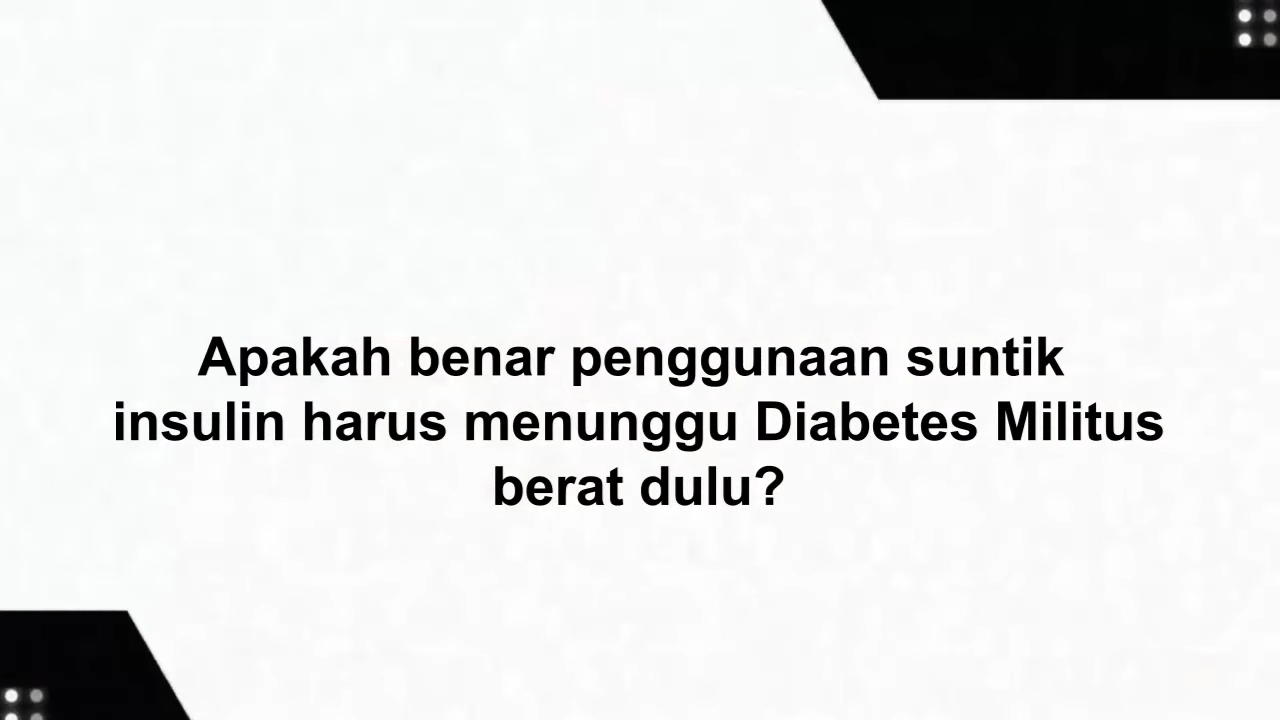 Apakah benar penggunaan suntik
insulin harus menunggu Diabetes Militus
berat dulu?